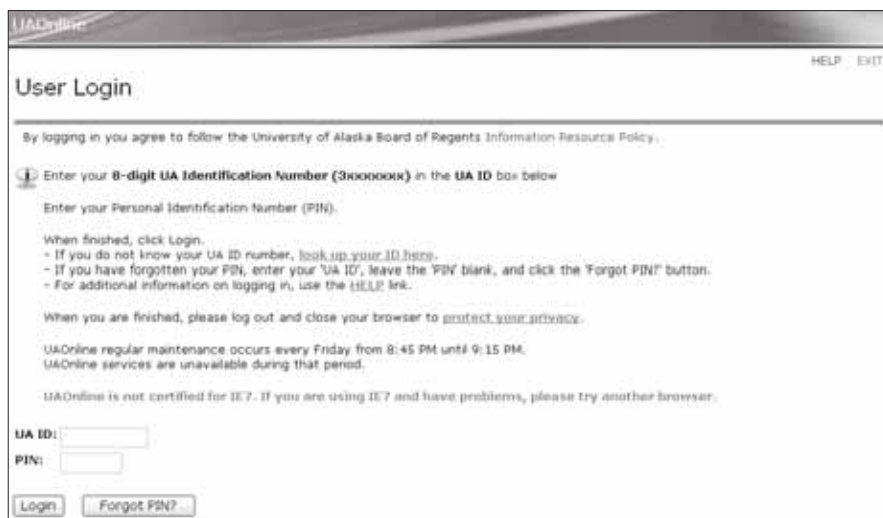 UAOnline
HELP EXIT
User Login
By logging in you agree to follow the University of Alaska Board of Regents Information Resource Policy.
Enter your 8-digit UA Identification Number (3xxxxxxx) in the UA ID box below
Enter your Personal Identification Number (PIN).
When finished, click Login.
- If you do not know your UA ID number, look up your ID here.
- If you have forgotten your PIN, enter your 'UA ID', leave the 'PIN' blank, and click the 'Forgot PIN?' button.
- For additional information on logging in, use the HELP link.
When you are finished, please log out and close your browser to protect your privacy.
UAOnline regular maintenance occurs every Friday from 8:45 PM until 9:15 PM.
UAOnline services are unavailable during that period.
UAOnline is not certified for IE7. If you are using IE7 and have problems, please try another browser.
UA ID:
PIN:
Login Forgot PIN?